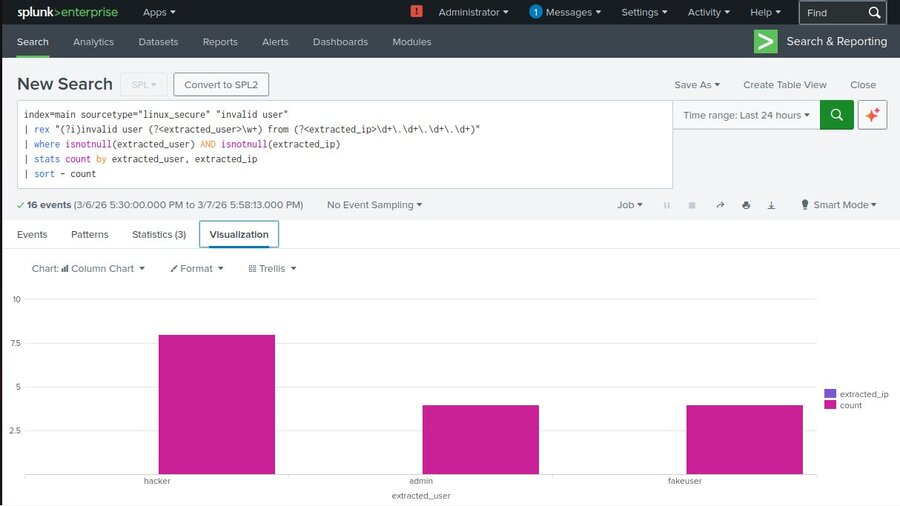 splunk>enterprise Apps Administrator 1 Messages Settings Activity Help Find
Search Analytics Datasets Reports Alerts Dashboards Modules > Search & Reporting
New Search SPL Convert to SPL2 Save As Create Table View Close
index=main sourcetype="linux_secure" "invalid user"
| rex "(?i)invalid user (?<extracted_user>\w+) from (?<extracted_ip>\d+\.\d+\.\d+\.\d+)"
| where isnotnull(extracted_user) AND isnotnull(extracted_ip)
| stats count by extracted_user, extracted_ip
| sort - count
Time range: Last 24 hours
16 events (3/6/26 5:30:00.000 PM to 3/7/26 5:58:13.000 PM) No Event Sampling Job Smart Mode
Events Patterns Statistics (3) Visualization
Chart: Column Chart Format Trellis
10
7.5
5
2.5
extracted_ip
count
hacker admin fakeuser
extracted_user